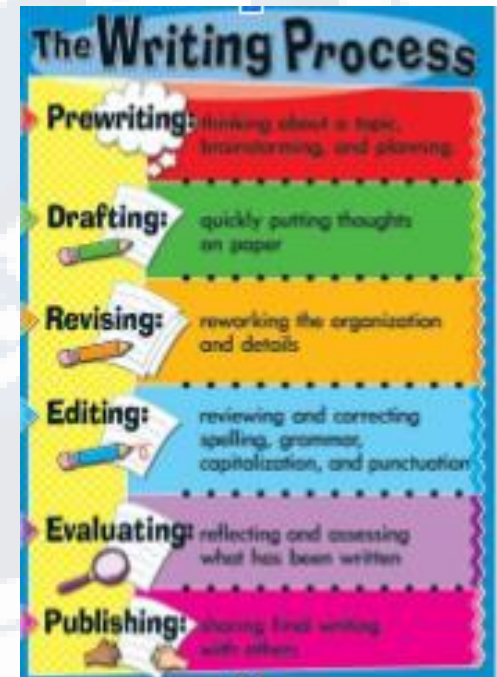 The Writing Process
Prewriting: thinking about a topic,
brainstorming, and planning
Drafting: quickly putting thoughts
on paper
Revising: reworking the organization
and details
Editing: reviewing and correcting
spelling, grammar,
capitalization, and punctuation
Evaluating: reflecting and assessing
what has been written
Publishing: sharing final writing
with others